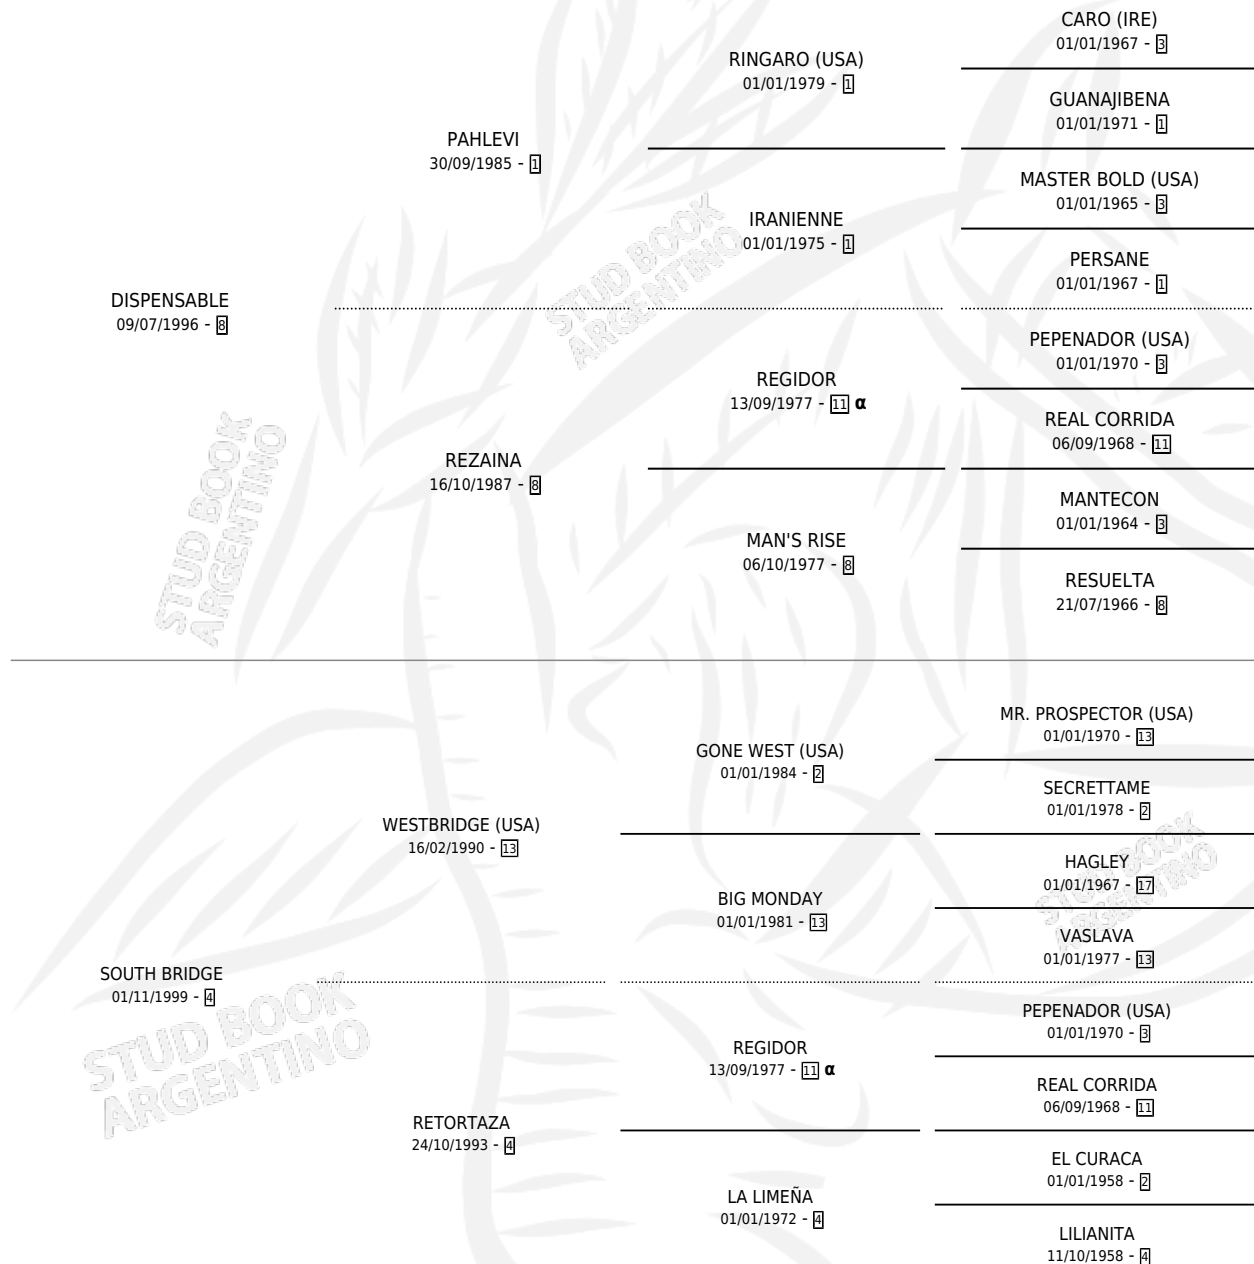 CARO (IRE)
01/01/1967 - 3
RINGARO (USA)
01/01/1979 - 1
GUANAJIBENA
01/01/1971 - 1
PAHLEVI
30/09/1985 - 1
MASTER BOLD (USA)
01/01/1965 - 3
IRANIENNE
01/01/1975 - 1
PERSANE
01/01/1967 - 1
DISPENSABLE
09/07/1996 - 8
PEPENADOR (USA)
01/01/1970 - 3
REGIDOR
13/09/1977 - 11 α
REAL CORRIDA
06/09/1968 - 11
REZAINA
16/10/1987 - 8
MANTECON
01/01/1964 - 3
MAN'S RISE
06/10/1977 - 8
RESUELTA
21/07/1966 - 8
MR. PROSPECTOR (USA)
01/01/1970 - 13
GONE WEST (USA)
01/01/1984 - 2
SECRETTAME
01/01/1978 - 2
WESTBRIDGE (USA)
16/02/1990 - 13
HAGLEY
01/01/1967 - 17
BIG MONDAY
01/01/1981 - 13
VASLAVA
01/01/1977 - 13
SOUTH BRIDGE
01/11/1999 - 4
PEPENADOR (USA)
01/01/1970 - 3
REGIDOR
13/09/1977 - 11 α
REAL CORRIDA
06/09/1968 - 11
RETORTAZA
24/10/1993 - 4
EL CURACA
01/01/1958 - 2
LA LIMEÑA
01/01/1972 - 4
LILIANITA
11/10/1958 - 4
STUD BOOK
ARGENTINO
STUD BOOK
ARGENTINO
STUD BOOK
ARGENTINO
STUD BOOK
ARGENTINO